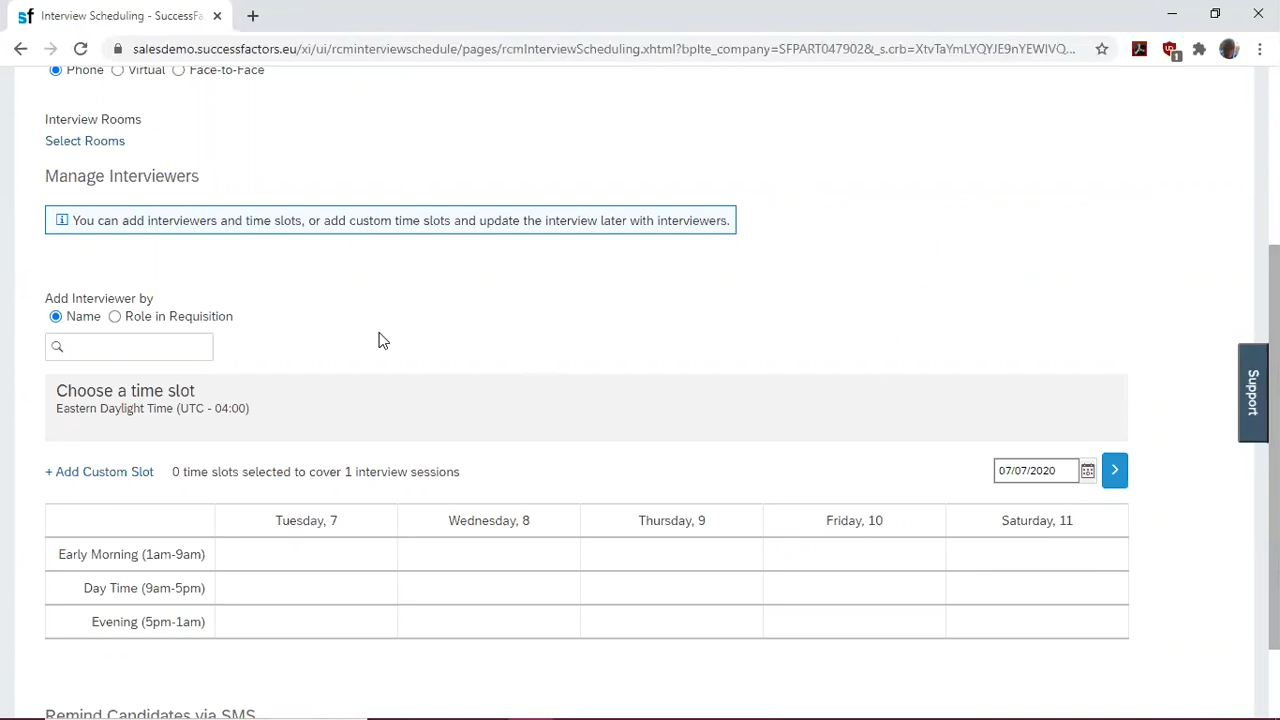 Interview Scheduling - SuccessFa
salesdemo.successfactors.eu/xi/ui/rcminterviewschedule/pages/rcmInterviewScheduling.xhtml?bplte_company=SFPART047902&_s.crb=XtvTaYmLYQYJE9nYEWIVQ...
Phone Virtual Face-to-Face
Interview Rooms
Select Rooms
Manage Interviewers
You can add interviewers and time slots, or add custom time slots and update the interview later with interviewers.
Add Interviewer by
Name Role in Requisition
Choose a time slot
Eastern Daylight Time (UTC - 04:00)
+ Add Custom Slot 0 time slots selected to cover 1 interview sessions 07/07/2020
Tuesday, 7 Wednesday, 8 Thursday, 9 Friday, 10 Saturday, 11
Early Morning (1am-9am)
Day Time (9am-5pm)
Evening (5pm-1am)
Remind Candidates via SMS
Support